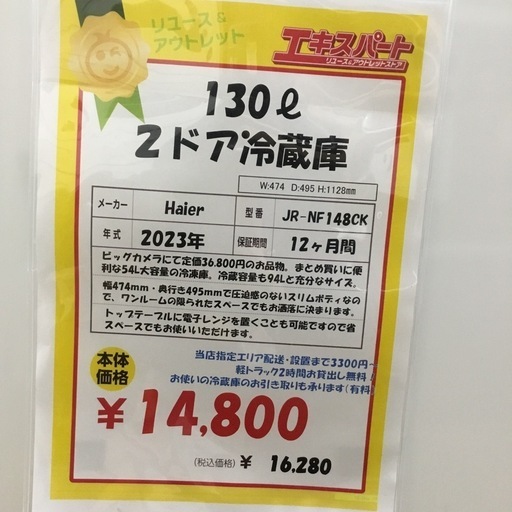 リユース&
アウトレット
エキスパート
リユース&アウトレットストア
130ℓ
2ドア冷蔵庫
W:474 D:495 H:1128mm
メーカー Haier 型番 JR-NF148CK
年式 2023年 保証期間 12ヶ月間
ビックカメラにて定価36,800円のお品物。まとめ買いに便
利な54L大容量の冷凍庫。冷蔵容量も94Lと充分なサイズ。
幅474mm・奥行き495mmで圧迫感のないスリムボディなの
で、ワンルームの限られたスペースでもお洒落に決まります。
トップテーブルに電子レンジを置くことも可能ですので省
スペースでもお使いいただけます。
当店指定エリア配送・設置まで3300円~
軽トラック2時間お貸出し無料!
お使いの冷蔵庫のお引き取りも承ります(有料)
本体
価格
¥14,800
(税込価格) ¥ 16,280